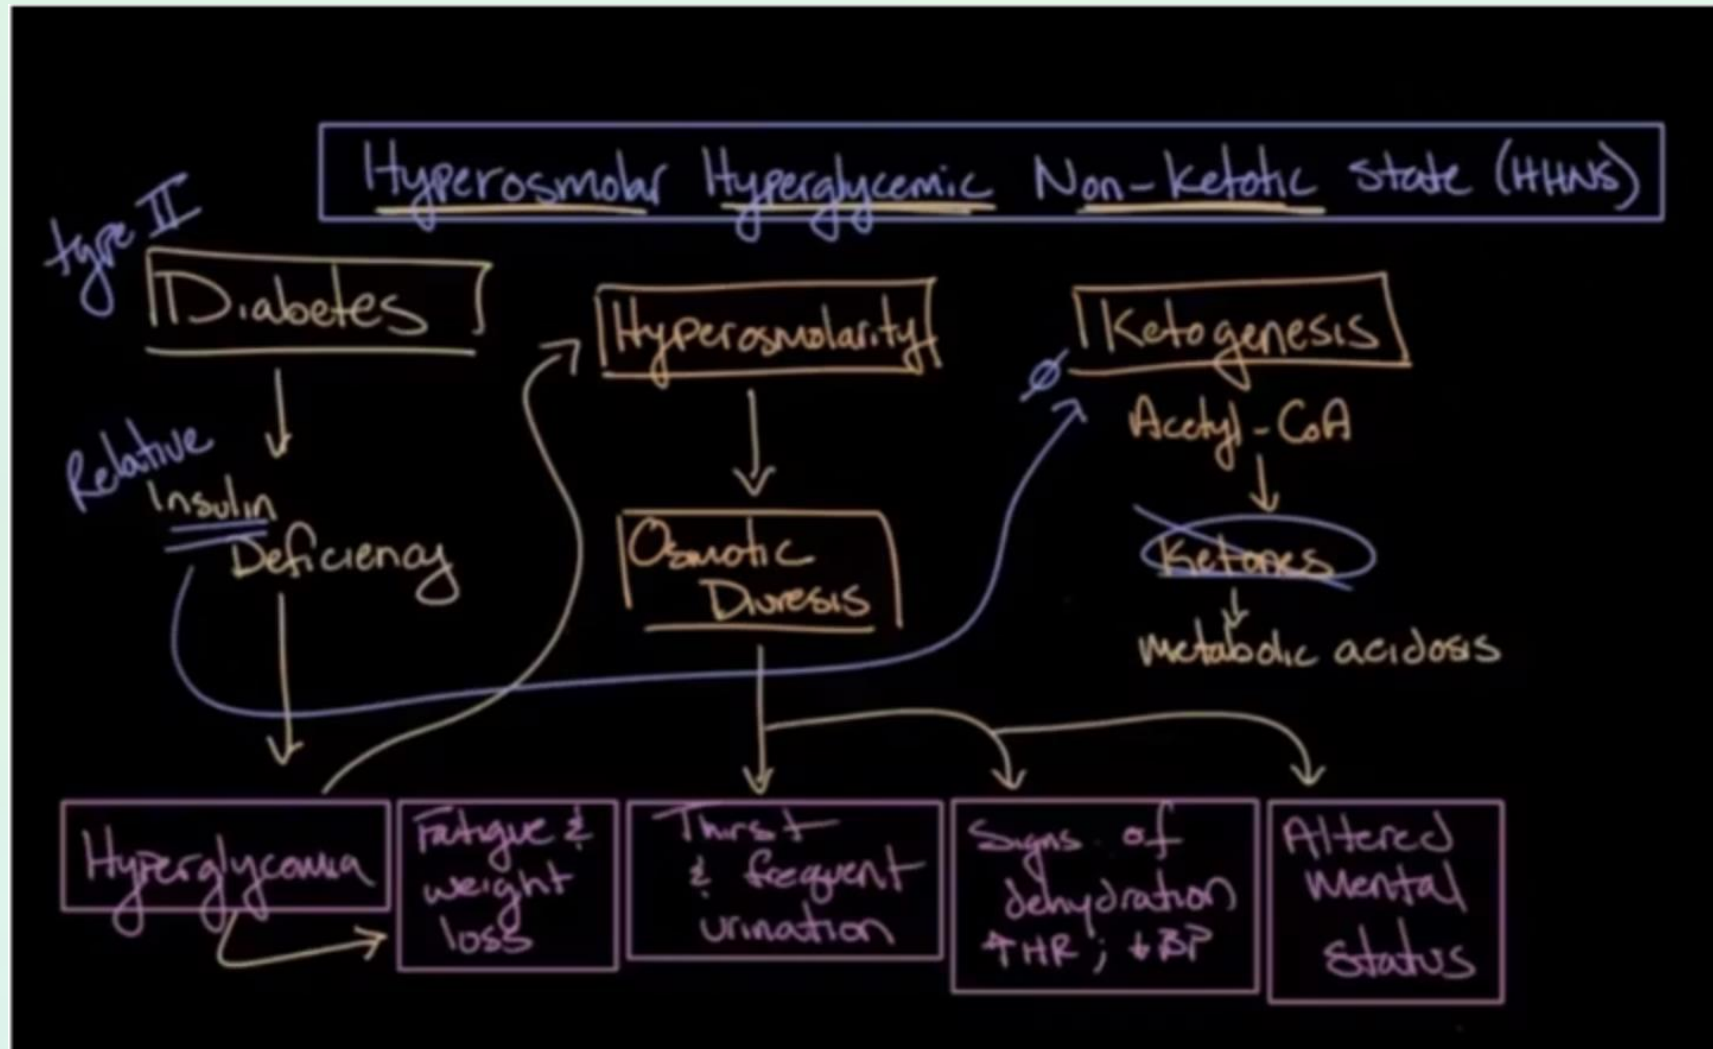 Hyperosmolar Hyperglycemic Non-Ketotic State (HHNS)
type II
Diabetes
Relative
Insulin
Deficiency
Hyperosmolarity
Osmotic
Diuresis
Ø
Ketogenesis
Acetyl-CoA
Ketones
Metabolic acidosis
Hyperglycemia
Fatigue &
weight
loss
Thirst
& frequent
urination
Signs of
dehydration
↑HR; ↓BP
Altered
Mental
Status